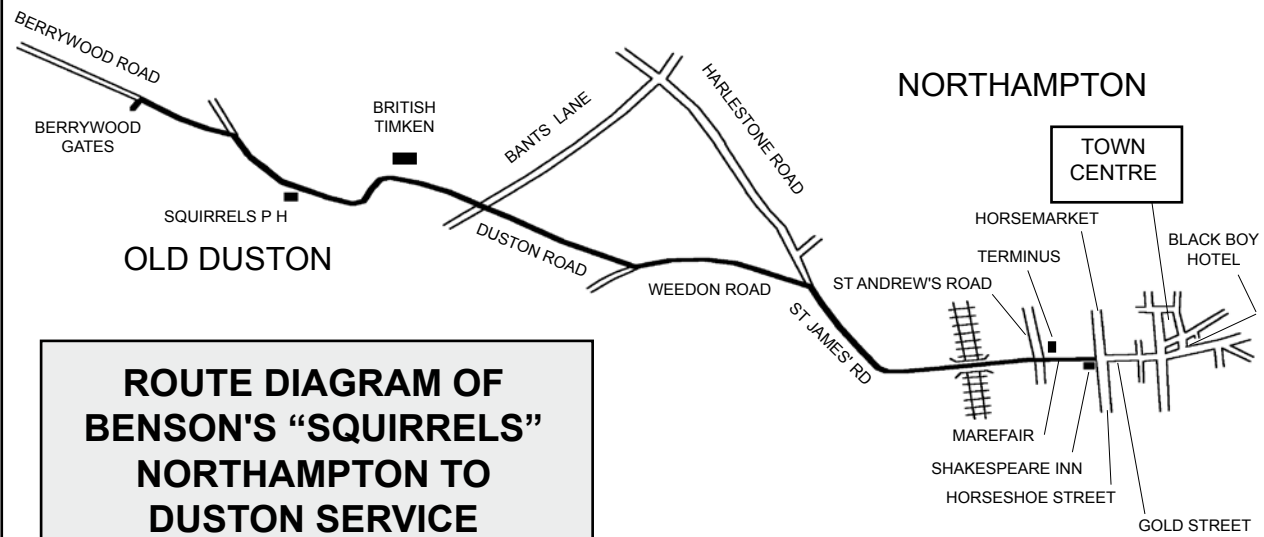 BERRYWOOD ROAD
BERRYWOOD
GATES
SQUIRRELS P H
OLD DUSTON
BRITISH
TIMKEN
BANTS LANE
HARLESTONE ROAD
DUSTON ROAD
WEEDON ROAD
ST JAMES' RD
NORTHAMPTON
TOWN
CENTRE
HORSEMARKET
TERMINUS
ST ANDREW'S ROAD
BLACK BOY
HOTEL
MAREFAIR
SHAKESPEARE INN
HORSESHOE STREET
GOLD STREET
ROUTE DIAGRAM OF
BENSON'S “SQUIRRELS”
NORTHAMPTON TO
DUSTON SERVICE